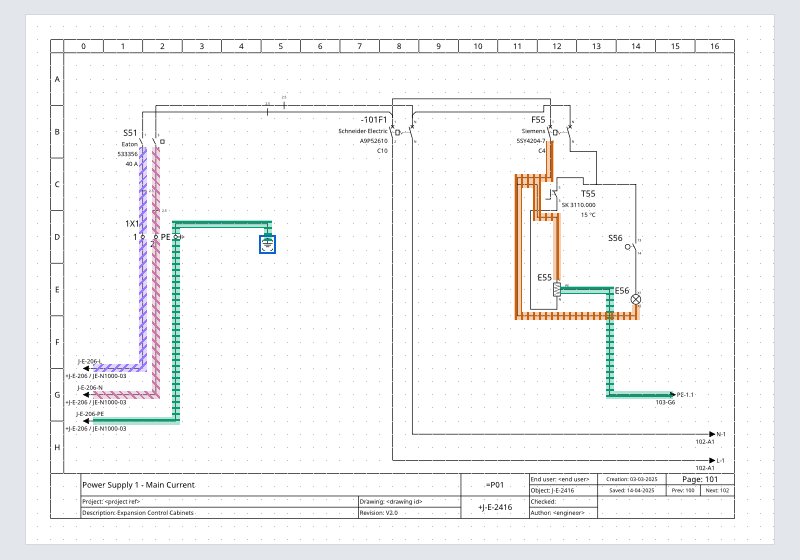 0 1 2 3 4 5 6 7 8 9 10 11 12 13 14 15 16
A
B
C
D
E
F
G
H
S51
Eaton
533356
40 A
-101F1
Schneider-Electric
A9P52610
C10
F55
Siemens
5SY4204-7
C4
T55
SK 3110.000
15 °C
1X1
1 2 PE
S56
E55
E56
J-E-206-L
+J-E-206 / JE-N1000-03
J-E-206-N
+J-E-206 / JE-N1000-03
J-E-206-PE
+J-E-206 / JE-N1000-03
PE-1.1
103-G6
N-1
102-A1
L-1
102-A1
Power Supply 1 - Main Current
Project: <project ref>
Description: Expansion Control Cabinets
Drawing: <drawing id>
Revision: V2.0
=P01
+J-E-2416
End user: <end user>
Object: J-E-2416
Checked:
Author: <enginesr>
Creation: 03-03-2025
Saved: 14-04-2025
Page: 101
Prev: 100 Next: 102